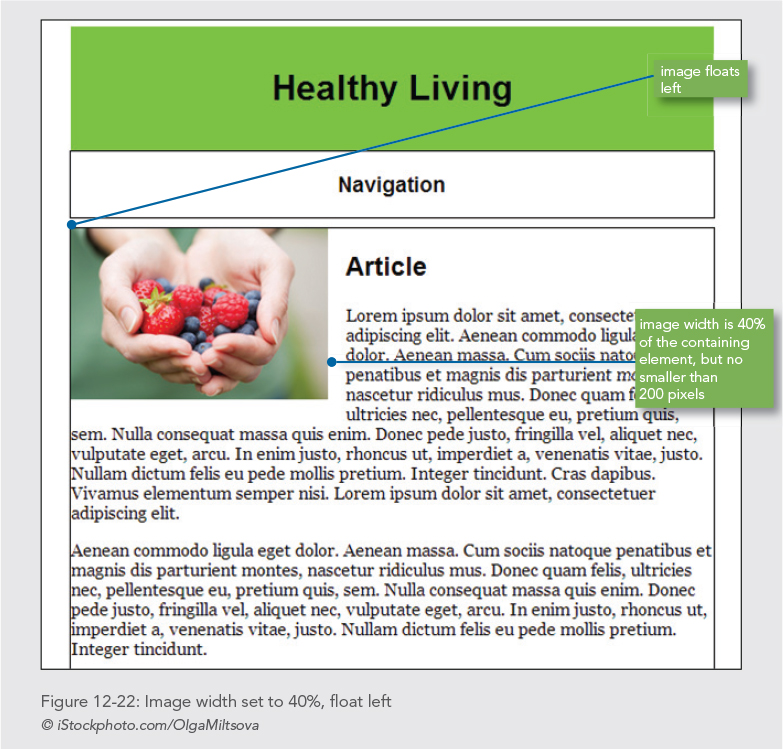 Healthy Living
image floats
left
Navigation
Article
Lorem ipsum dolor sit amet, consecte
adipiscing elit. Aenean commodo ligula
dolor. Aenean massa. Cum sociis nato
penatibus et magnis dis parturient mo
nascetur ridiculus mus. Donec quam f
ultricies nec, pellentesque eu, pretium quis,
image width is 40%
of the containing
element, but no
smaller than
200 pixels
sem. Nulla consequat massa quis enim. Donec pede justo, fringilla vel, aliquet nec,
vulputate eget, arcu. In enim justo, rhoncus ut, imperdiet a, venenatis vitae, justo.
Nullam dictum felis eu pede mollis pretium. Integer tincidunt. Cras dapibus.
Vivamus elementum semper nisi. Lorem ipsum dolor sit amet, consectetuer
adipiscing elit.
Aenean commodo ligula eget dolor. Aenean massa. Cum sociis natoque penatibus et
magnis dis parturient montes, nascetur ridiculus mus. Donec quam felis, ultricies
nec, pellentesque eu, pretium quis, sem. Nulla consequat massa quis enim. Donec
pede justo, fringilla vel, aliquet nec, vulputate eget, arcu. In enim justo, rhoncus ut,
imperdiet a, venenatis vitae, justo. Nullam dictum felis eu pede mollis pretium.
Integer tincidunt.
Figure 12-22: Image width set to 40%, float left
© iStockphoto.com/OlgaMiltsova